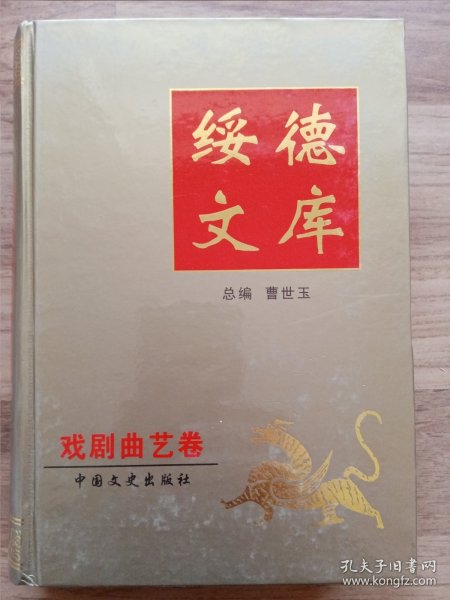 绥德
文库
总编 曹世玉
戏剧曲艺卷
中国文史出版社
孔夫子旧书网
www.kongfz.com